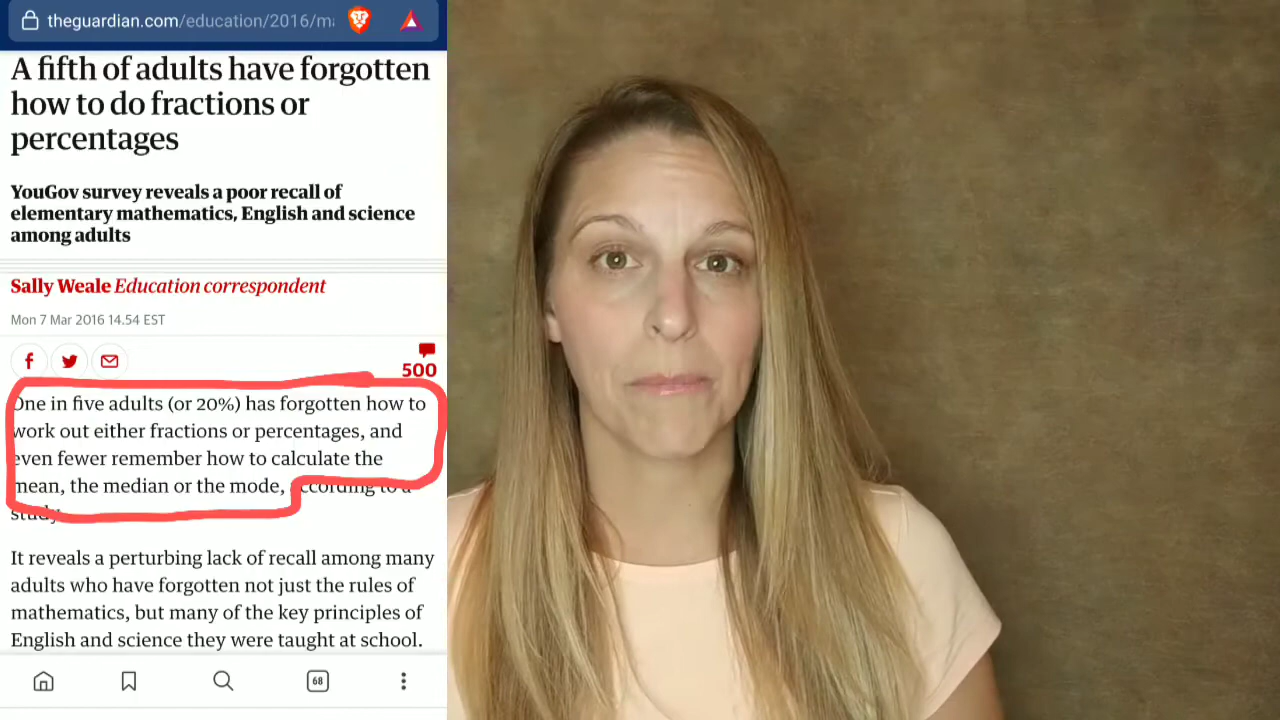 theguardian.com/education/2016/ma
A fifth of adults have forgotten
how to do fractions or
percentages
YouGov survey reveals a poor recall of
elementary mathematics, English and science
among adults
Sally Weale Education correspondent
Mon 7 Mar 2016 14.54 EST
500
One in five adults (or 20%) has forgotten how to
work out either fractions or percentages, and
even fewer remember how to calculate the
mean, the median or the mode, according to a
study
It reveals a perturbing lack of recall among many
adults who have forgotten not just the rules of
mathematics, but many of the key principles of
English and science they were taught at school.
68